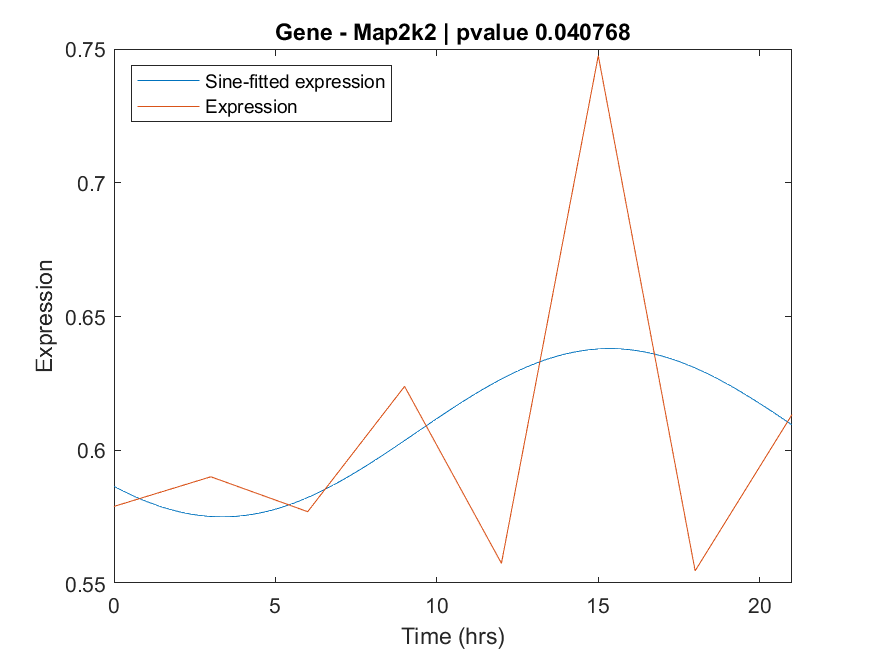 Gene - Map2k2 | pvalue 0.040768
Sine-fitted expression
Expression
0.75
0.7
0.65
0.6
0.55
Expression
0
5
10
15
20
Time (hrs)